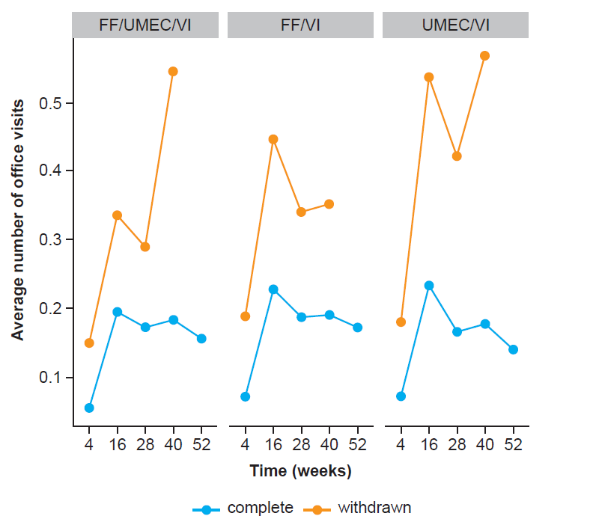 FF/UMEC/VI FF/VI UMEC/VI
Average number of office visits
0.5
0.4
0.3
0.2
0.1
4 16 28 40 52 4 16 28 40 52 4 16 28 40 52
Time (weeks)
complete withdrawn